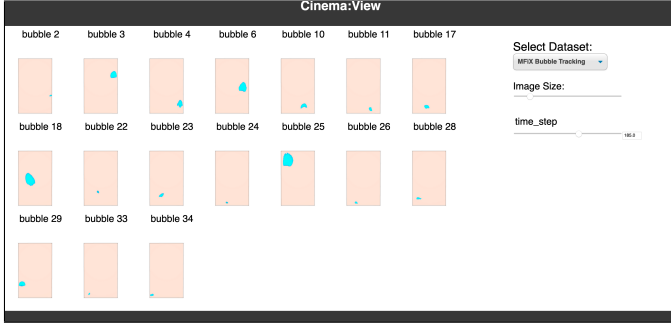 Cinema:View
bubble 2 bubble 3 bubble 4 bubble 6 bubble 10 bubble 11 bubble 17
Select Dataset:
MFiX Bubble Tracking
Image Size:
bubble 18 bubble 22 bubble 23 bubble 24 bubble 25 bubble 26 bubble 28
time_step
185.0
bubble 29 bubble 33 bubble 34